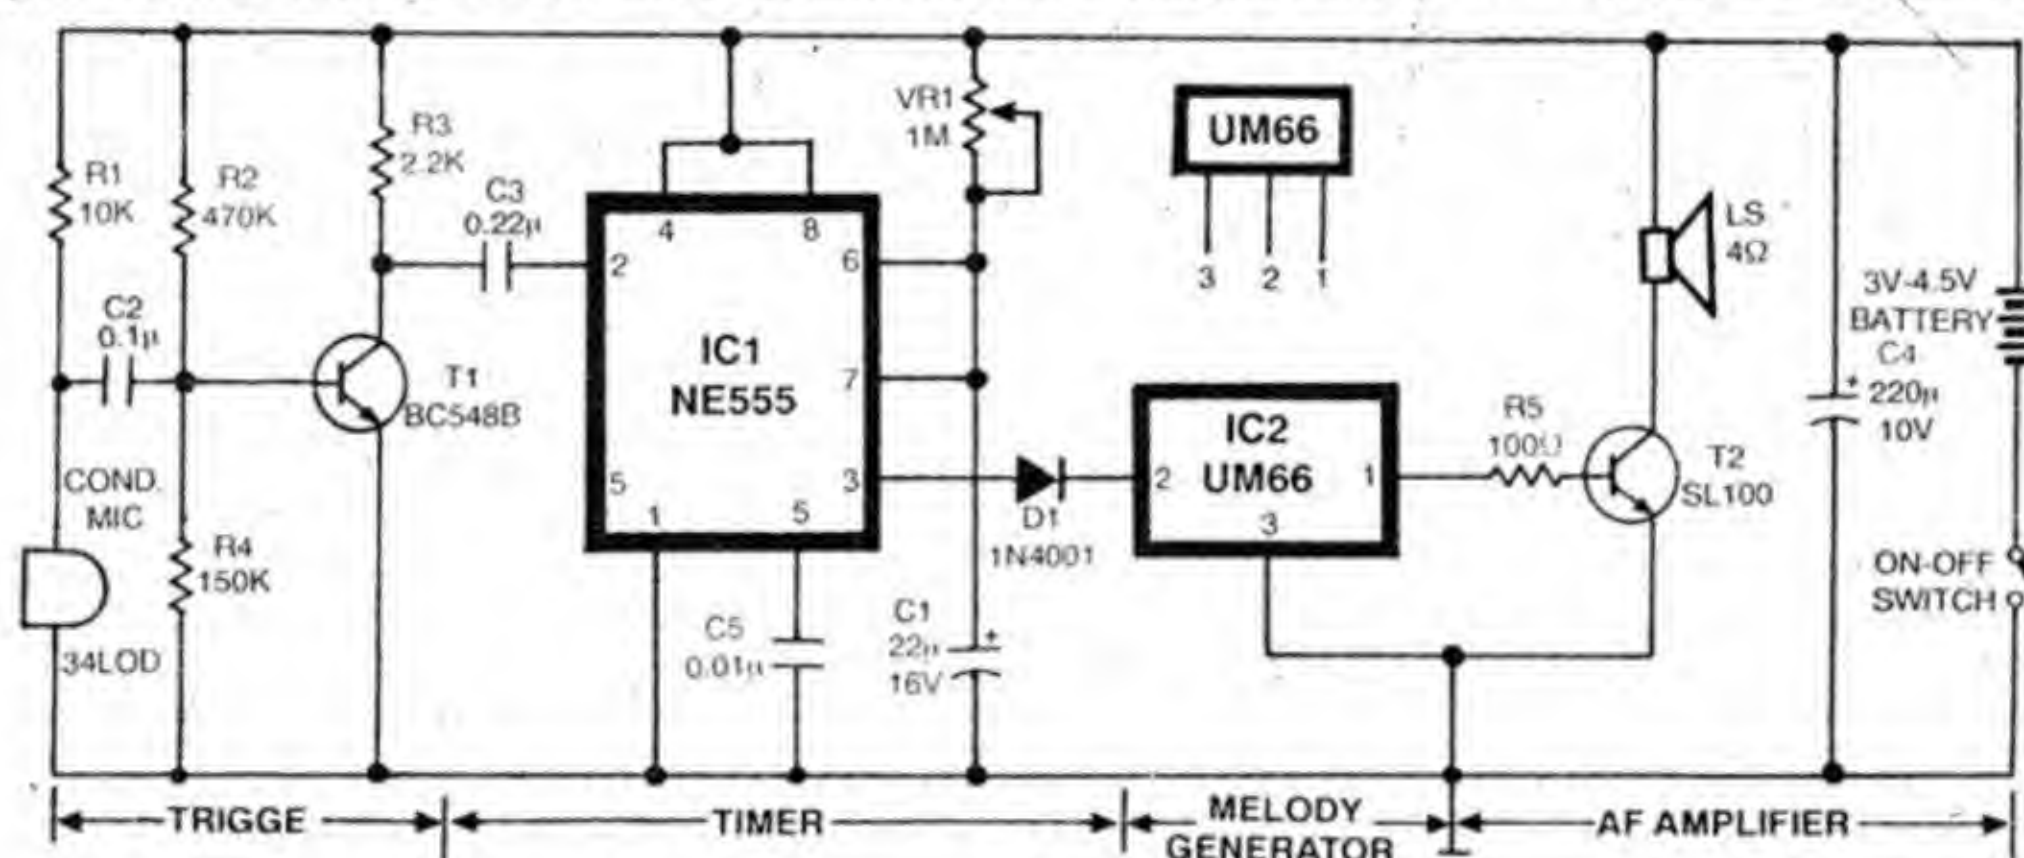 R1
10K
R2
470K
R3
2.2K
C2
0.1µ
C3
0.22µ
T1
BC548B
COND.
MIC
34LOD
R4
150K
4
8
2
6
IC1
NE555
7
5
3
1
5
C5
0.01µ
VR1
1M
C1
22µ
+
16V
D1
1N4001
UM66
3
2
1
IC2
UM66
2
1
3
R5
100Ω
T2
SL100
LS
4Ω
3V-4.5V
BATTERY
C4
+
220µ
10V
ON-OFF
SWITCH
TRIGGE
TIMER
MELODY
GENERATOR
AF AMPLIFIER